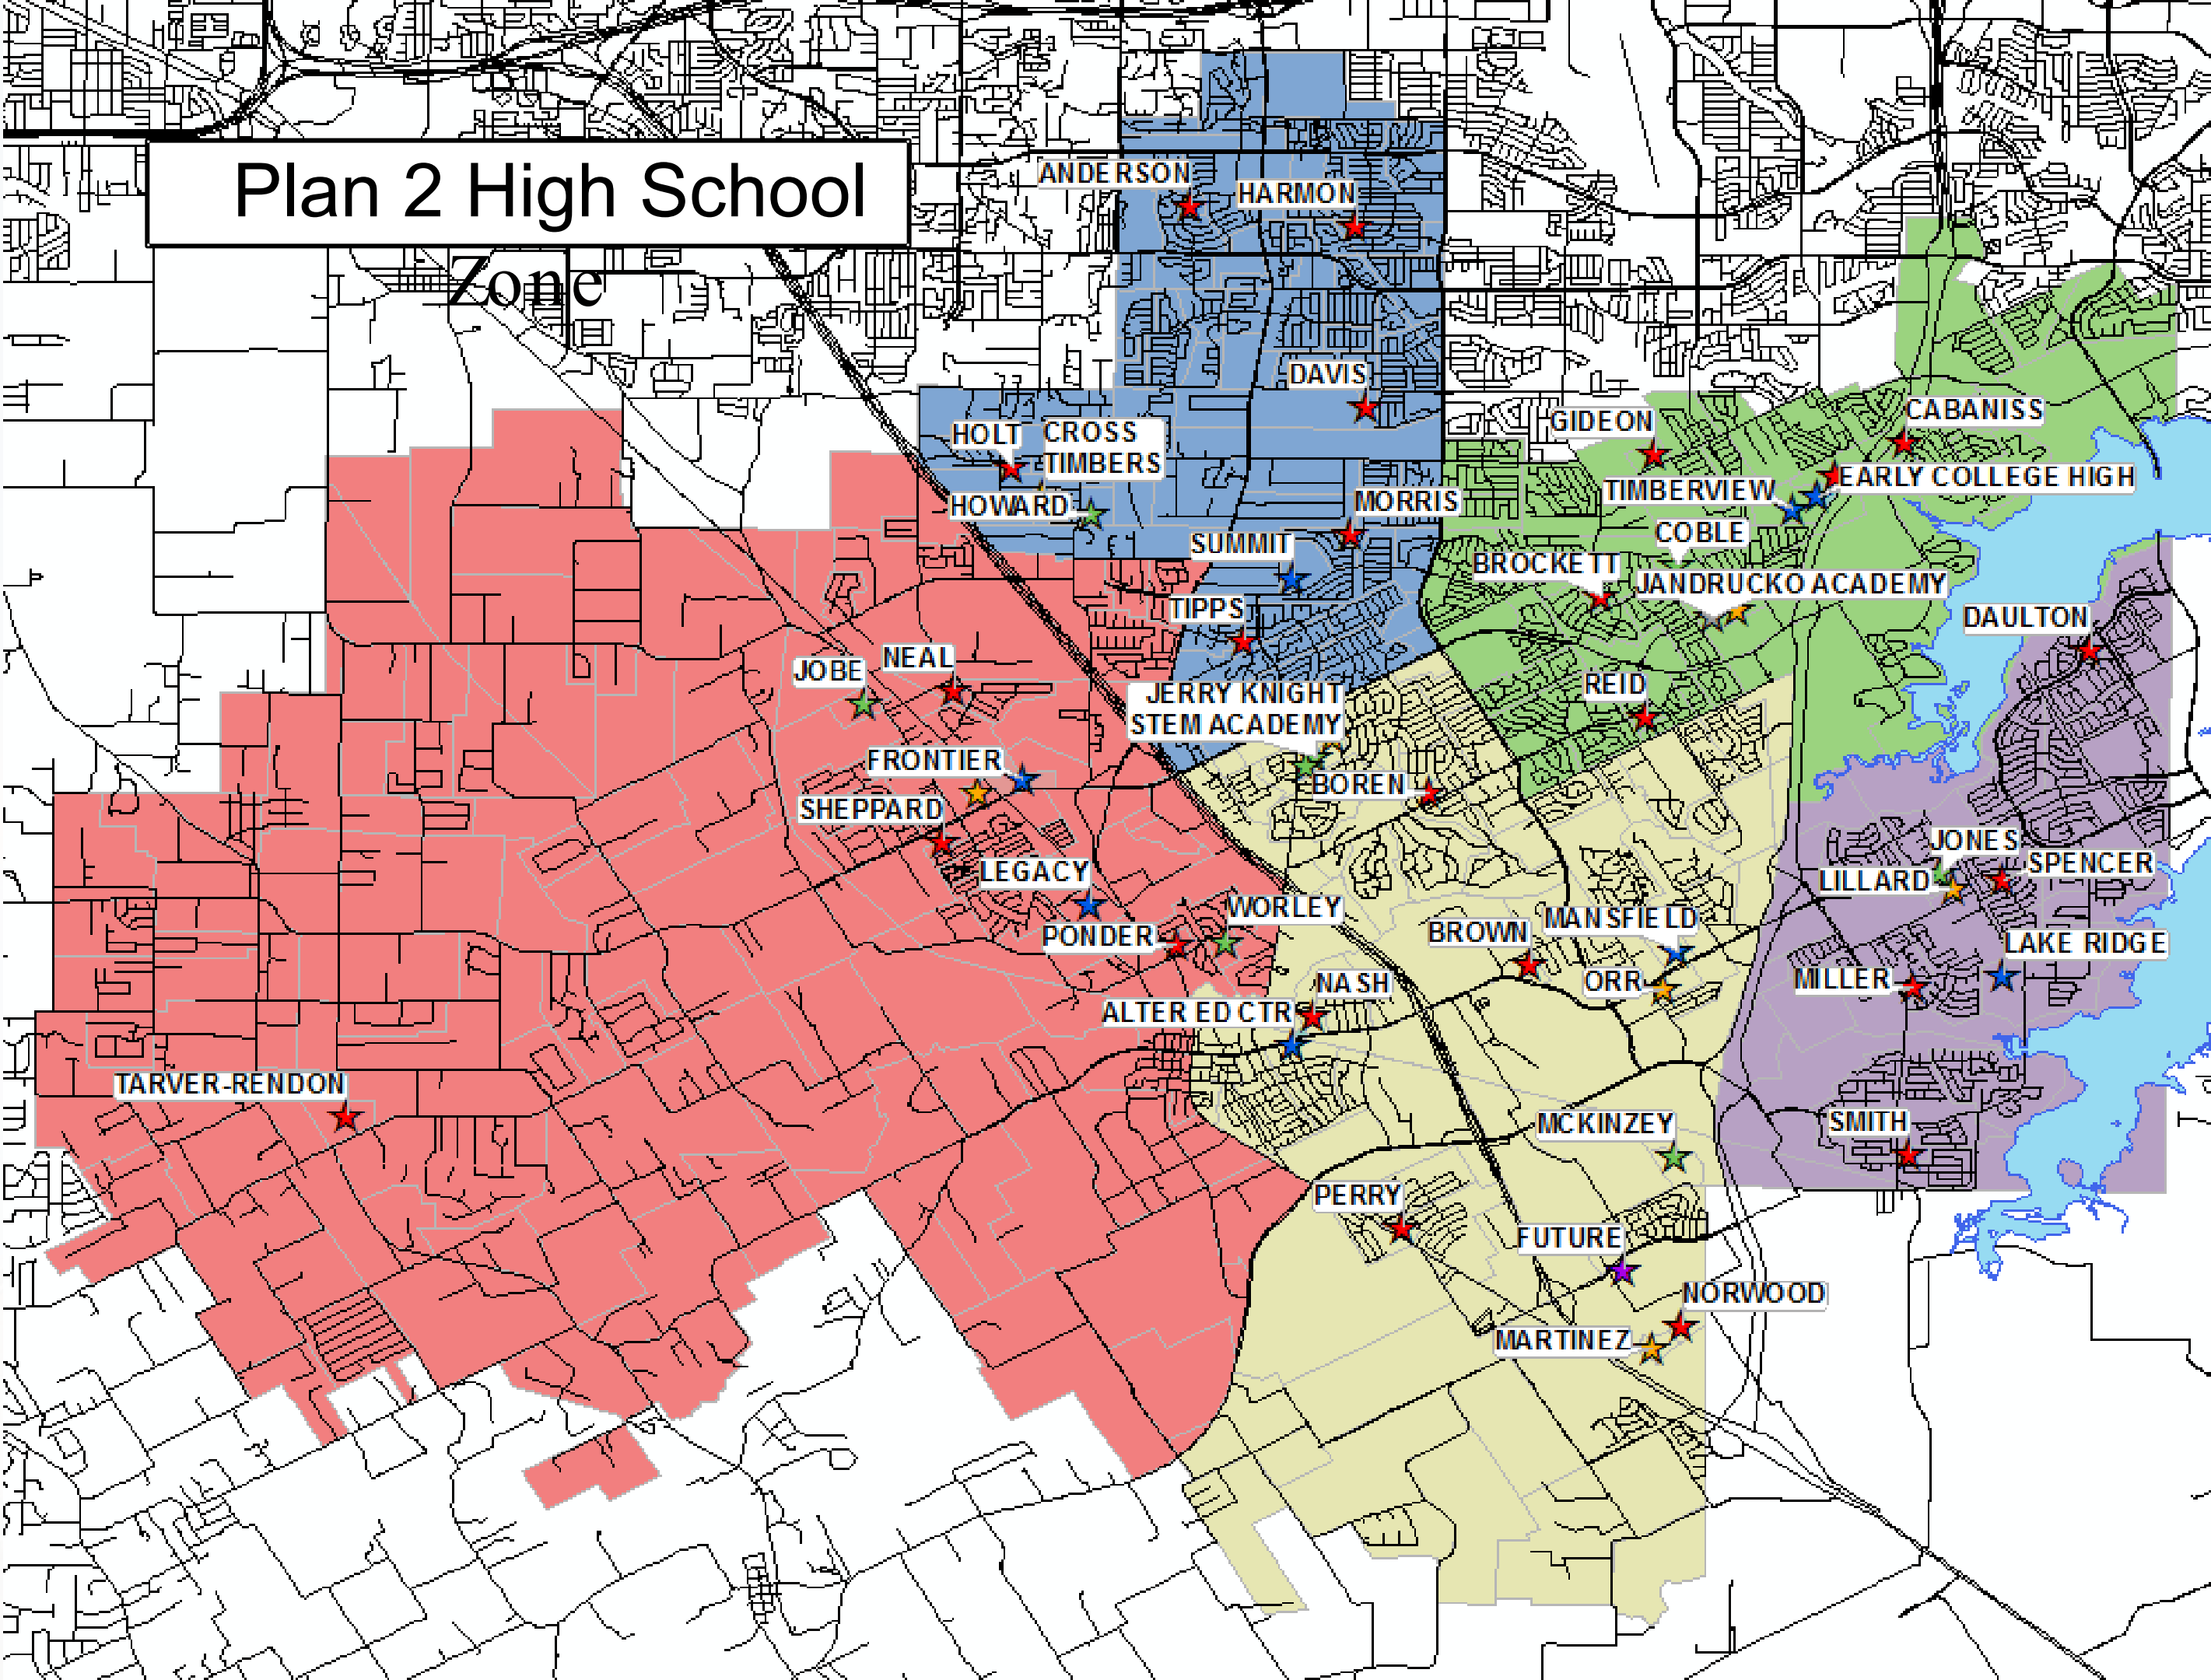 Plan 2 High School
Zone
ANDERSON
HARMON
DAVIS
HOLT
CROSS
TIMBERS
HOWARD
MORRIS
SUMMIT
TIPPS
GIDEON
CABANISS
TIMBERVIEW
EARLY COLLEGE HIGH
COBLE
BROCKETT
JANDRUCKO ACADEMY
DAULTON
JOBE
NEAL
REID
JERRY KNIGHT
STEM ACADEMY
FRONTIER
BOREN
SHEPPARD
JONES
SPENCER
LILLARD
LEGACY
WORLEY
PONDER
BROWN
MANSFIELD
LAKE RIDGE
ORR
MILLER
NASH
ALTER ED CTR
TARVER-RENDON
MCKINZEY
SMITH
PERRY
FUTURE
NORWOOD
MARTINEZ